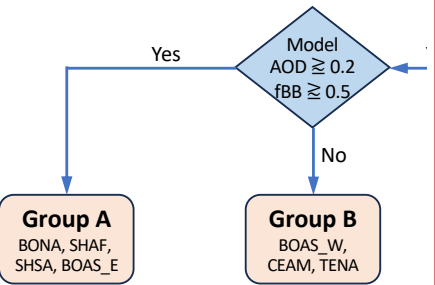 Model
AOD ⪆ 0.2
fBB ⪆ 0.5
Yes
No
Group A
BONA, SHAF,
SHSA, BOAS_E
Group B
BOAS_W,
CEAM, TENA